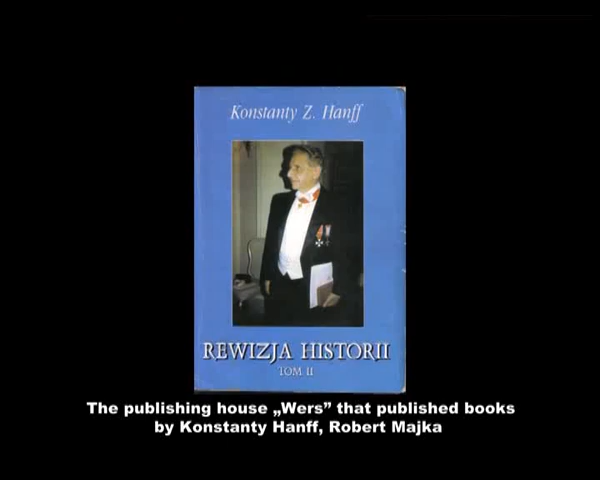 Konstanty Z. Hanff
REWIZJA HISTORII
TOM II
The publishing house „Wers” that published books
by Konstanty Hanff, Robert Majka